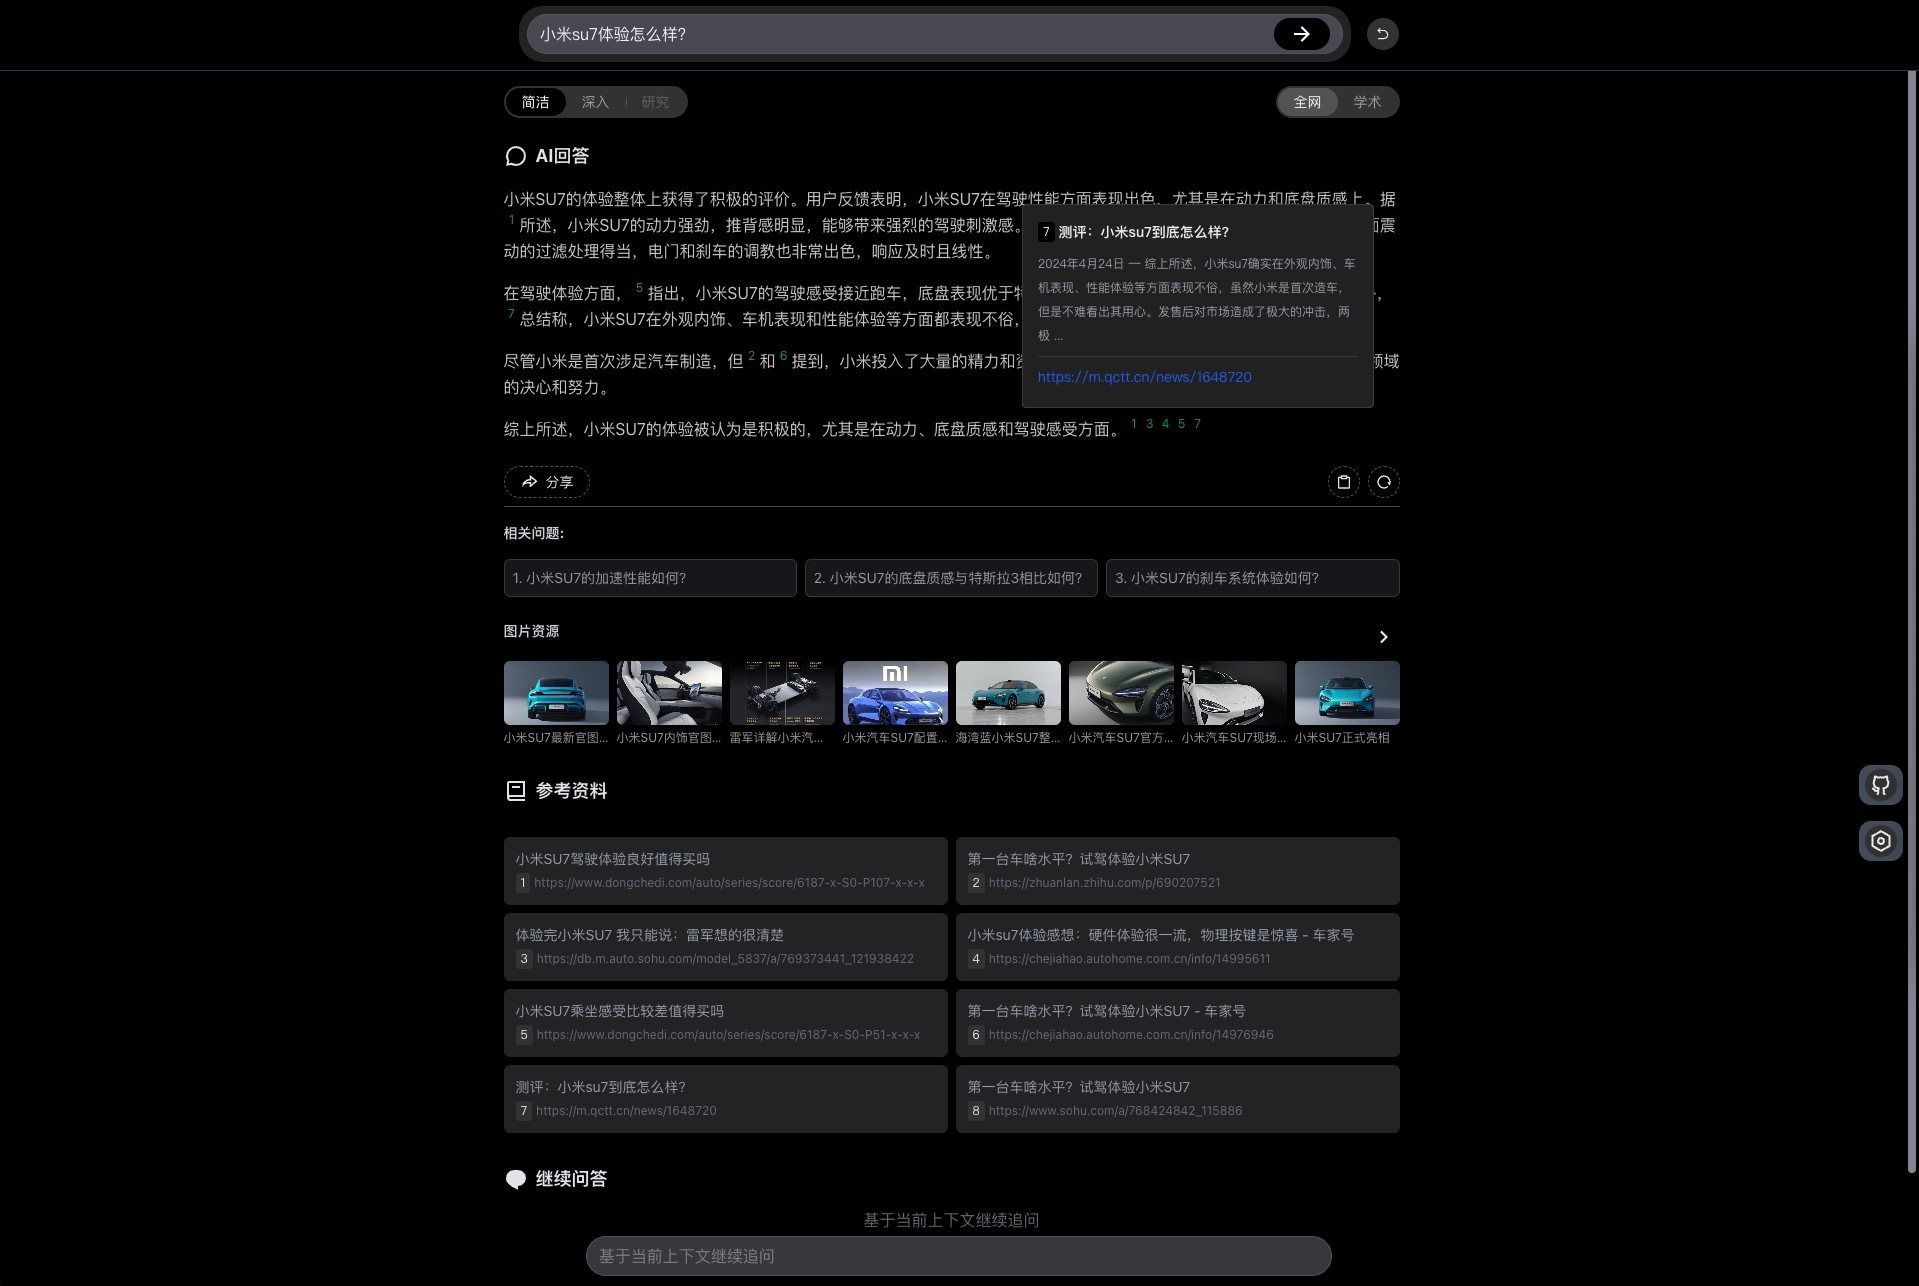 小米su7体验怎么样?
简洁 深入 研究
全网 学术
AI回答
小米SU7的体验整体上获得了积极的评价。用户反馈表明，小米SU7在驾驶性能方面表现出色，尤其是在动力和底盘质感上。据
1 所述，小米SU7的动力强劲，推背感明显，能够带来强烈的驾驶刺激感。
动的过滤处理得当，电门和刹车的调教也非常出色，响应及时且线性。
在驾驶体验方面， 5 指出，小米SU7的驾驶感受接近跑车，底盘表现优于
7 总结称，小米SU7在外观内饰、车机表现和性能体验等方面都表现不俗，
尽管小米是首次涉足汽车制造，但 2 和 6 提到，小米投入了大量的精力和
的决心和努力。
综上所述，小米SU7的体验被认为是积极的，尤其是在动力、底盘质感和驾驶感受方面。 1 3 4 5 7
7 测评：小米su7到底怎么样?
2024年4月24日 — 综上所述，小米su7确实在外观内饰、车
机表现、性能体验等方面表现不俗，虽然小米是首次造车，
但是不难看出其用心。发售后对市场造成了极大的冲击，两
极 ...
https://m.qctt.cn/news/1648720
分享
相关问题:
1. 小米SU7的加速性能如何?
2. 小米SU7的底盘质感与特斯拉3相比如何?
3. 小米SU7的刹车系统体验如何?
图片资源
小米SU7最新官图...
小米SU7内饰官图...
雷军详解小米汽...
小米汽车SU7配置...
海湾蓝小米SU7整...
小米汽车SU7官方...
小米汽车SU7现场...
小米SU7正式亮相
参考资料
小米SU7驾驶体验良好值得买吗
1 https://www.dongchedi.com/auto/series/score/6187-x-S0-P107-x-x-x
第一台车啥水平？试驾体验小米SU7
2 https://zhuanlan.zhihu.com/p/690207521
体验完小米SU7 我只能说：雷军想的很清楚
3 https://db.m.auto.sohu.com/model_5837/a/769373441_121938422
小米su7体验感想：硬件体验很一流，物理按键是惊喜 - 车家号
4 https://chejiahao.autohome.com.cn/info/14995611
小米SU7乘坐感受比较差值得买吗
5 https://www.dongchedi.com/auto/series/score/6187-x-S0-P51-x-x-x
第一台车啥水平？试驾体验小米SU7 - 车家号
6 https://chejiahao.autohome.com.cn/info/14976946
测评：小米su7到底怎么样?
7 https://m.qctt.cn/news/1648720
第一台车啥水平？试驾体验小米SU7
8 https://www.sohu.com/a/768424842_115886
继续问答
基于当前上下文继续追问
基于当前上下文继续追问